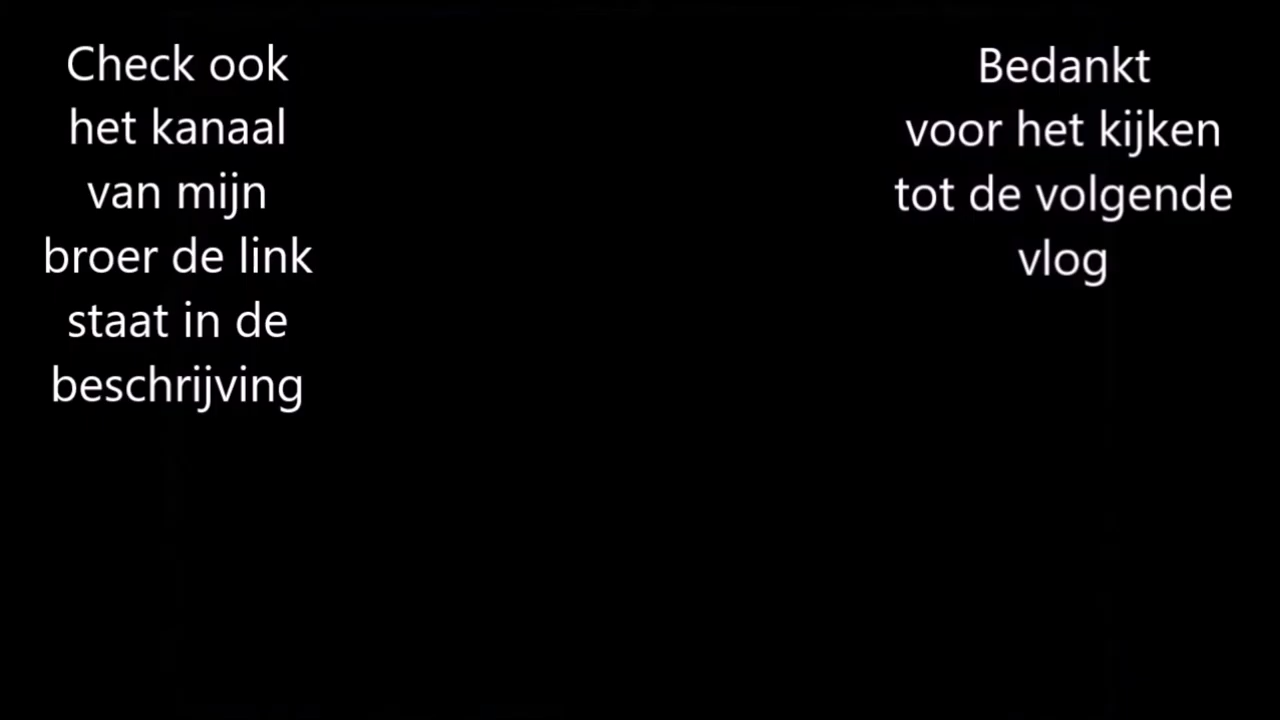 Check ook
het kanaal
van mijn
broer de link
staat in de
beschrijving
Bedankt
voor het kijken
tot de volgende
vlog